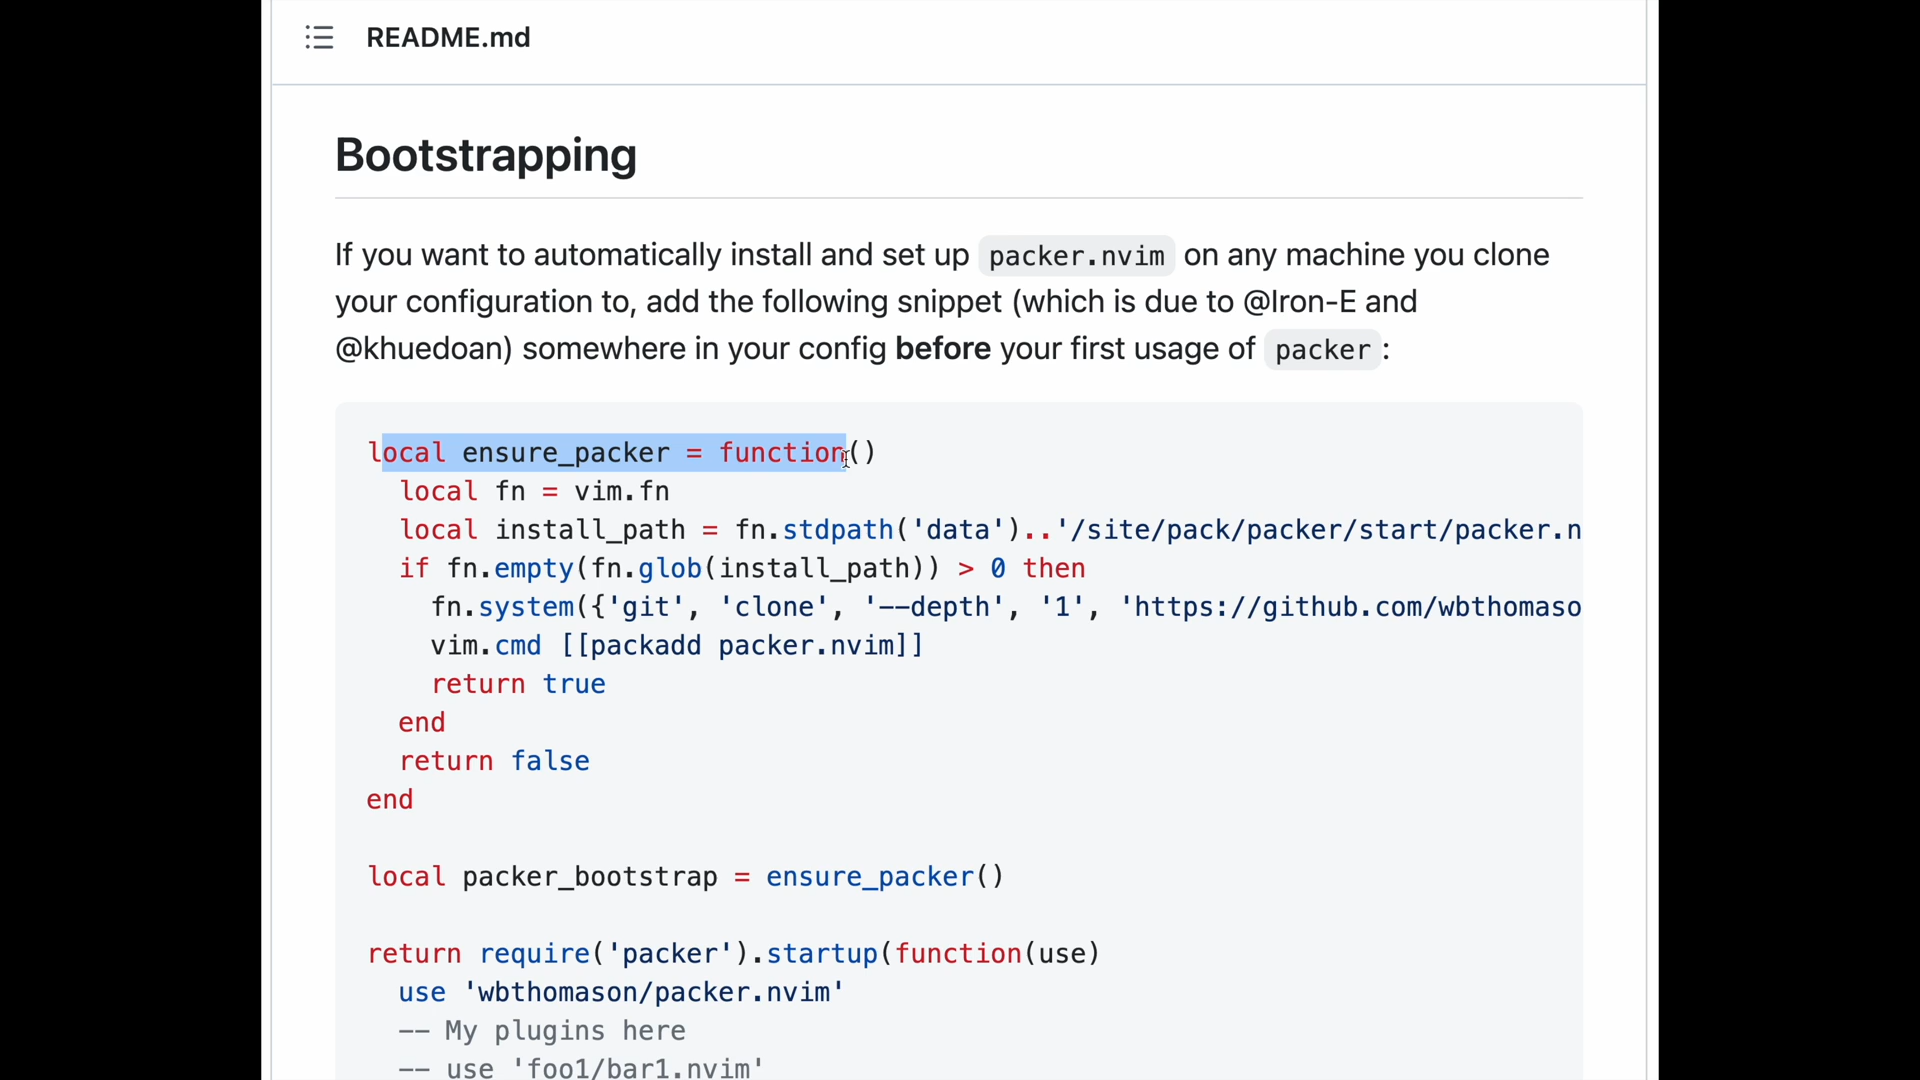 README.md
Bootstrapping
If you want to automatically install and set up packer.nvim on any machine you clone
your configuration to, add the following snippet (which is due to @Iron-E and
@khuedoan) somewhere in your config before your first usage of packer:
local ensure_packer = function()
  local fn = vim.fn
  local install_path = fn.stdpath('data')..'/site/pack/packer/start/packer.n
  if fn.empty(fn.glob(install_path)) > 0 then
    fn.system({'git', 'clone', '--depth', '1', 'https://github.com/wbthomaso
    vim.cmd [[packadd packer.nvim]]
    return true
  end
  return false
end
local packer_bootstrap = ensure_packer()
return require('packer').startup(function(use)
  use 'wbthomason/packer.nvim'
  -- My plugins here
  -- use 'foo1/bar1.nvim'